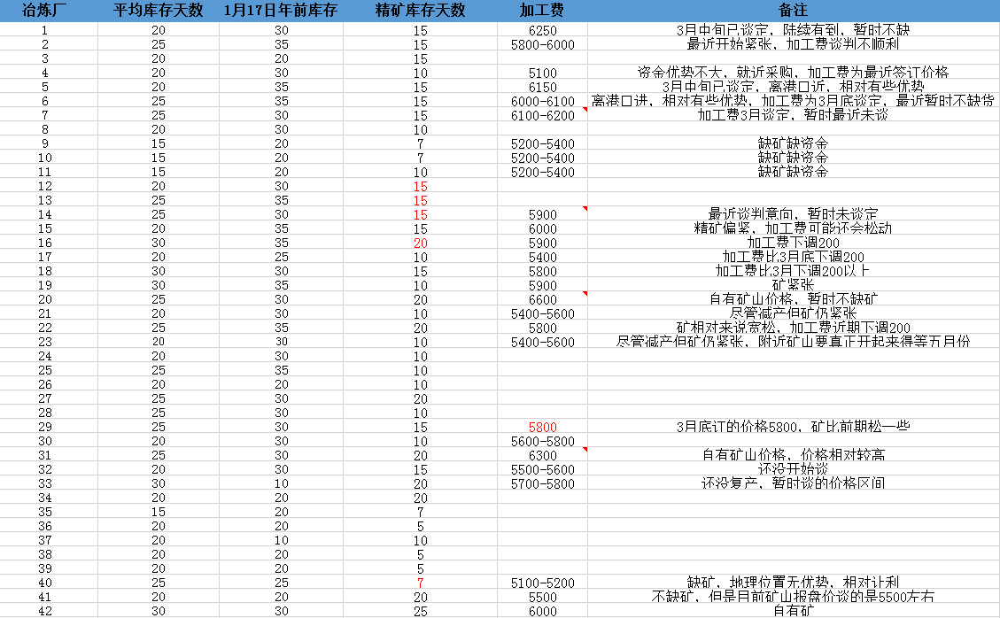 冶炼厂 平均库存天数 1月17日年前库存 精矿库存天数 加工费 备注
1 20 30 15 6250 3月中旬已谈定，陆续有到，暂时不缺
2 25 35 15 5800-6000 最近开始紧张，加工费谈判不顺利
3 20 20 15
4 20 30 10 5100 资金优势不大，就近采购，加工费为最近签订价格
5 20 35 15 6150 3月中旬已谈定，离港口近，相对有些优势
6 25 35 15 6000-6100 离港口进，相对有些优势，加工费为3月底谈定，最近暂时不缺货
7 25 30 15 6100-6200 加工费3月谈定，暂时最近未谈
8 20 30 10
9 15 20 7 5200-5400 缺矿缺资金
10 15 20 7 5200-5400 缺矿缺资金
11 15 20 10 5200-5400 缺矿缺资金
12 20 30 15
13 25 35 15
14 25 30 15 5900 最近谈判意向，暂时未谈定
15 20 35 15 6000 精矿偏紧，加工费可能还会松动
16 30 35 20 5900 加工费下调200
17 20 25 10 5400 加工费比3月底下调200
18 30 30 15 5800 加工费比3月下调200以上
19 30 35 10 5900 矿紧张
20 25 30 20 6600 自有矿山价格，暂时不缺矿
21 20 30 10 5400-5600 尽管减产但矿仍紧张
22 25 35 20 5800 矿相对来说宽松，加工费近期下调200
23 20 30 10 5400-5600 尽管减产但矿仍紧张，附近矿山要真正开起来得等五月份
24 20 30 10
25 25 35 10
26 20 20 10
27 25 30 20
28 25 30 10
29 25 30 15 5800 3月底订的价格5800，矿比前期松一些
30 20 20 10 5600-5800
31 25 30 20 6300 自有矿山价格，价格相对较高
32 20 30 15 5500-5600 还没开始谈
33 30 10 20 5700-5800 还没复产，暂时谈的价格区间
34 20 20 20
35 15 20 7
36 20 20 5
37 20 10 10
38 20 20 5
39 20 20 5
40 25 25 7 5100-5200 缺矿，地理位置无优势，相对让利
41 20 20 20 5500 不缺矿，但是目前矿山报盘价谈的是5500左右
42 30 30 25 6000 自有矿